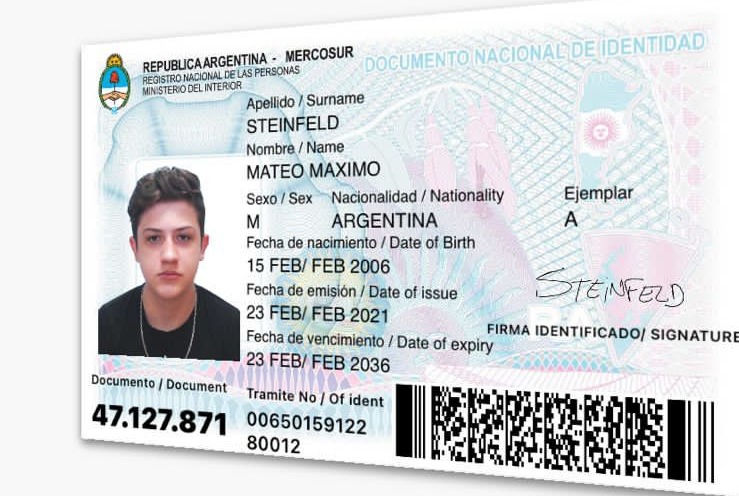 REPUBLICA ARGENTINA - MERCOSUR
REGISTRO NACIONAL DE LAS PERSONAS
MINISTERIO DEL INTERIOR
DOCUMENTO NACIONAL DE IDENTIDAD
Apellido / Surname
STEINFELD
Nombre / Name
MATEO MAXIMO
Sexo / Sex Nacionalidad / Nationality Ejemplar
M ARGENTINA A
Fecha de nacimiento / Date of Birth
15 FEB/ FEB 2006
Fecha de emisión / Date of issue
23 FEB/ FEB 2021
Fecha de vencimiento / Date of expiry
23 FEB/ FEB 2036
STEINFELD
FIRMA IDENTIFICADO/ SIGNATURE
Documento / Document
47.127.871
Tramite No / Of ident
00650159122
80012